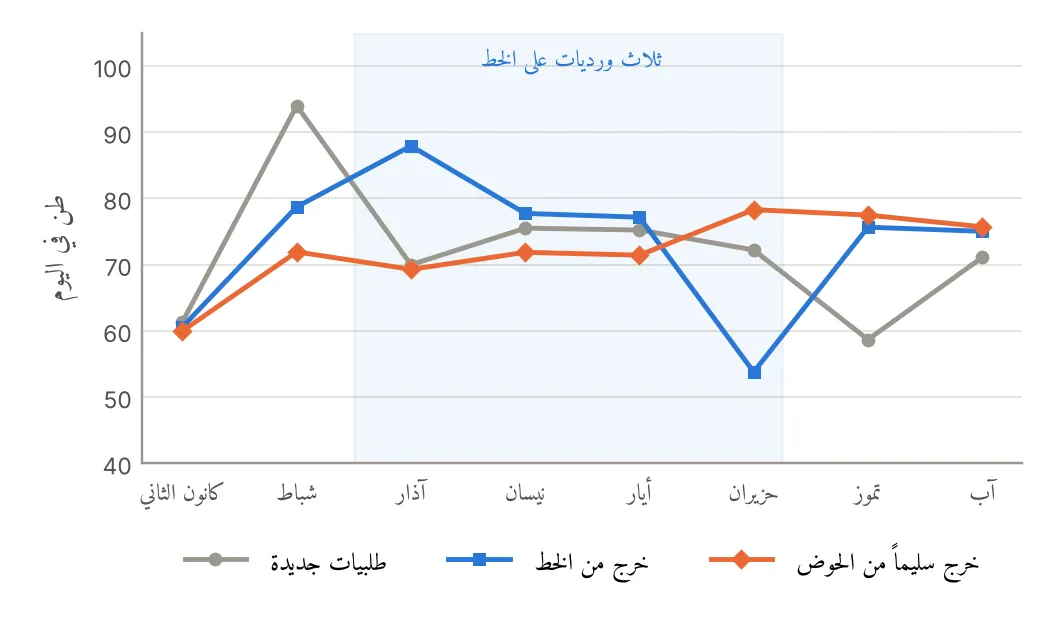 ثلاث ورديات على الخط
طن في اليوم
100
90
80
70
60
50
40
كانون الثاني
شباط
آذار
نيسان
أيار
حزيران
تموز
آب
طلبيات جديدة
خرج من الخط
خرج سليماً من الحوض